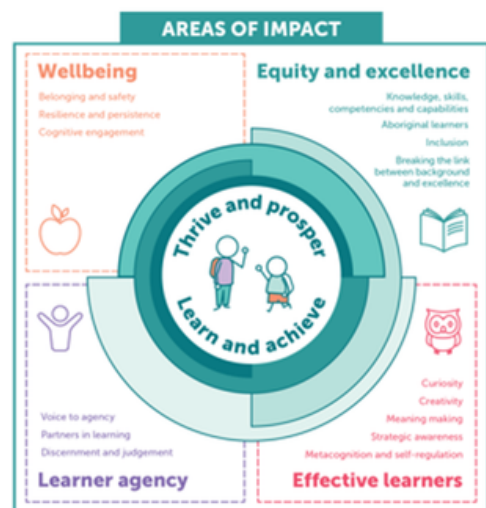 AREAS OF IMPACT
Wellbeing
Belonging and safety
Resilience and persistence
Cognitive engagement
Equity and excellence
Knowledge, skills,
competencies and capabilities
Aboriginal learners
Inclusion
Breaking the link
between background
and excellence
Thrive and prosper
Learn and achieve
Voice to agency
Partners in learning
Discernment and judgement
Learner agency
Curiosity
Creativity
Meaning making
Strategic awareness
Metacognition and self-regulation
Effective learners